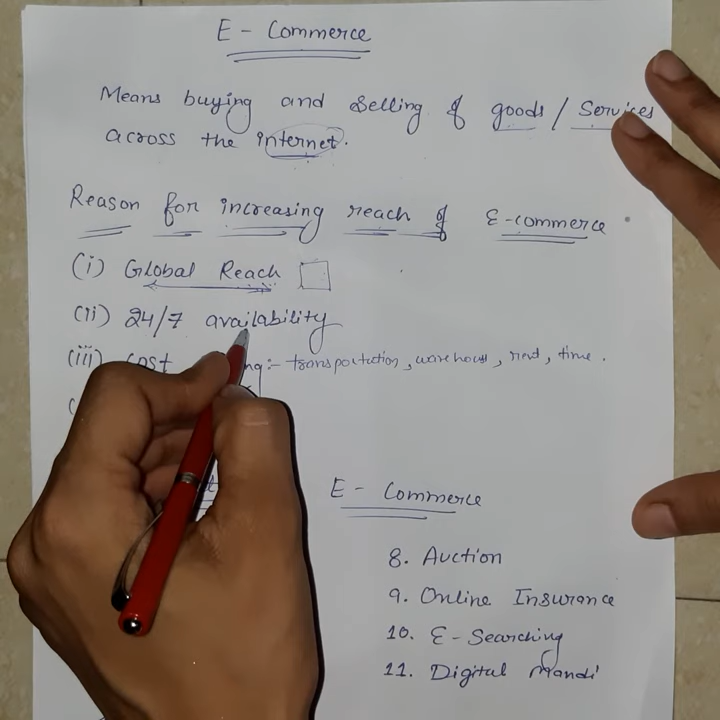 E - Commerce
Means buying and selling of goods / Services
across the internet.
Reason for increasing reach of E-commerce
(i) Global Reach
(ii) 24/7 availability
(iii) cost ng:- transportation, warehouse, rent, time.
(
E - Commerce
8. Auction
9. Online Insurance
10. E-Searching
11. Digital Mandi